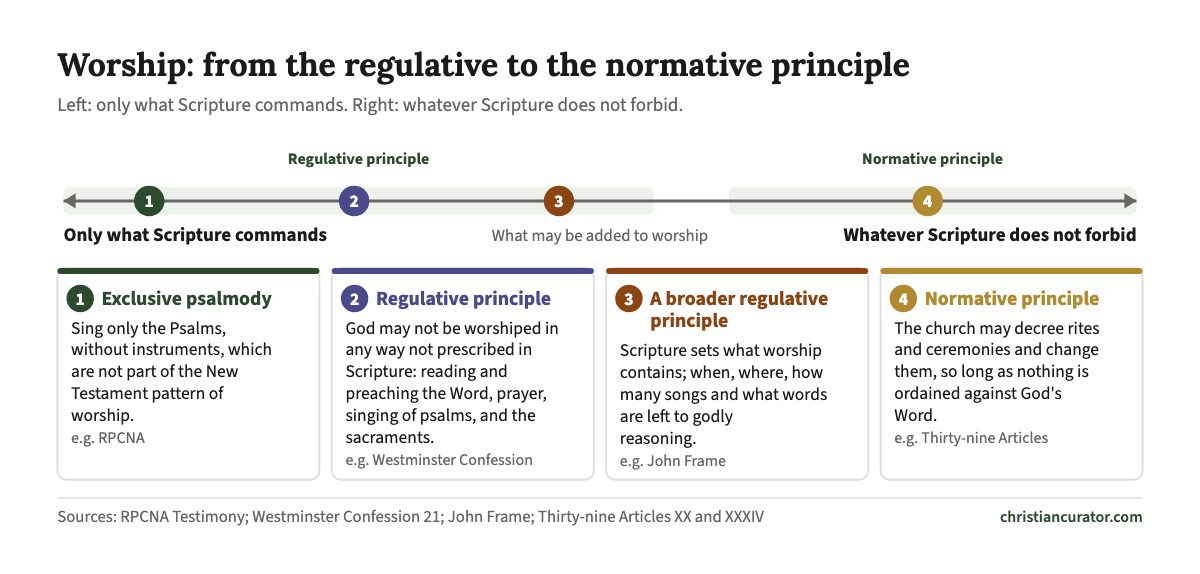 Worship: from the regulative to the normative principle
Left: only what Scripture commands. Right: whatever Scripture does not forbid.
Regulative principle
Normative principle
1
2
3
4
Only what Scripture commands
What may be added to worship
Whatever Scripture does not forbid
1 Exclusive psalmody
Sing only the Psalms,
without instruments, which
are not part of the New
Testament pattern of
worship.
e.g. RPCNA
2 Regulative principle
God may not be worshiped in
any way not prescribed in
Scripture: reading and
preaching the Word, prayer,
singing of psalms, and the
sacraments.
e.g. Westminster Confession
3 A broader regulative
principle
Scripture sets what worship
contains; when, where, how
many songs and what words
are left to godly
reasoning.
e.g. John Frame
4 Normative principle
The church may decree rites
and ceremonies and change
them, so long as nothing is
ordained against God's
Word.
e.g. Thirty-nine Articles
Sources: RPCNA Testimony; Westminster Confession 21; John Frame; Thirty-nine Articles XX and XXXIV
christiancurator.com